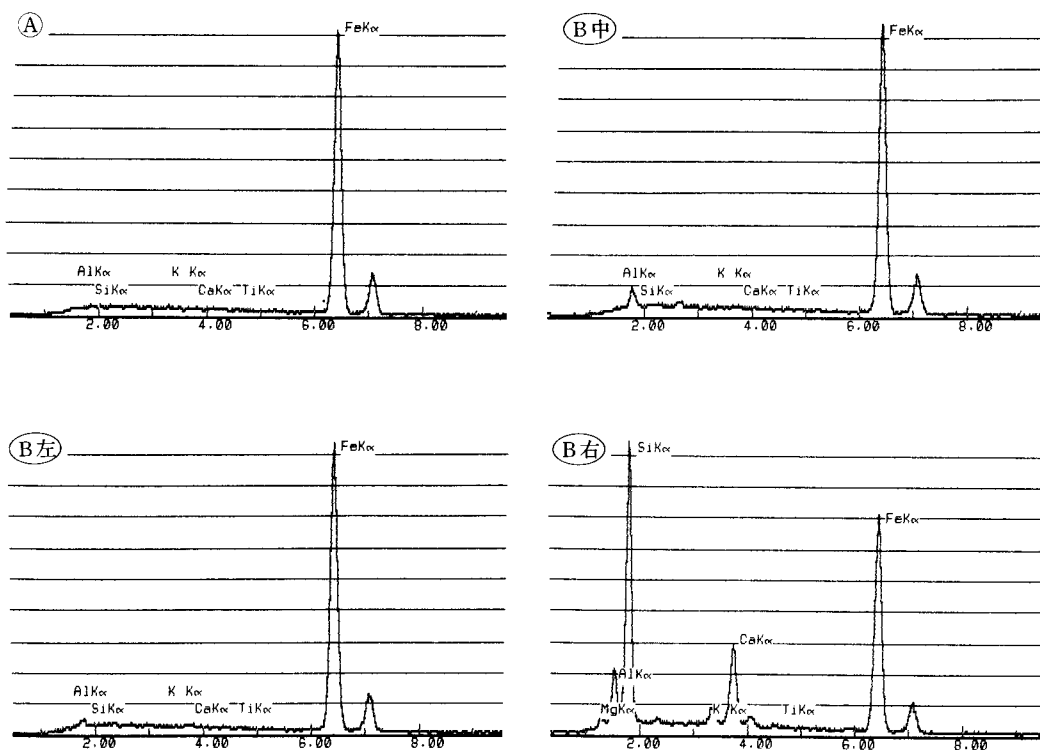 A
FeKα
AlKα K Kα
SiKα CaKα TiKα
2.00 4.00 6.00 8.00
B中
FeKα
AlKα K Kα
SiKα CaKα TiKα
2.00 4.00 6.00 8.00
B左
FeKα
AlKα K Kα
SiKα CaKα TiKα
2.00 4.00 6.00 8.00
B右
SiKα
FeKα
CaKα
AlKα
MgKα K Kα TiKα
2.00 4.00 6.00 8.00